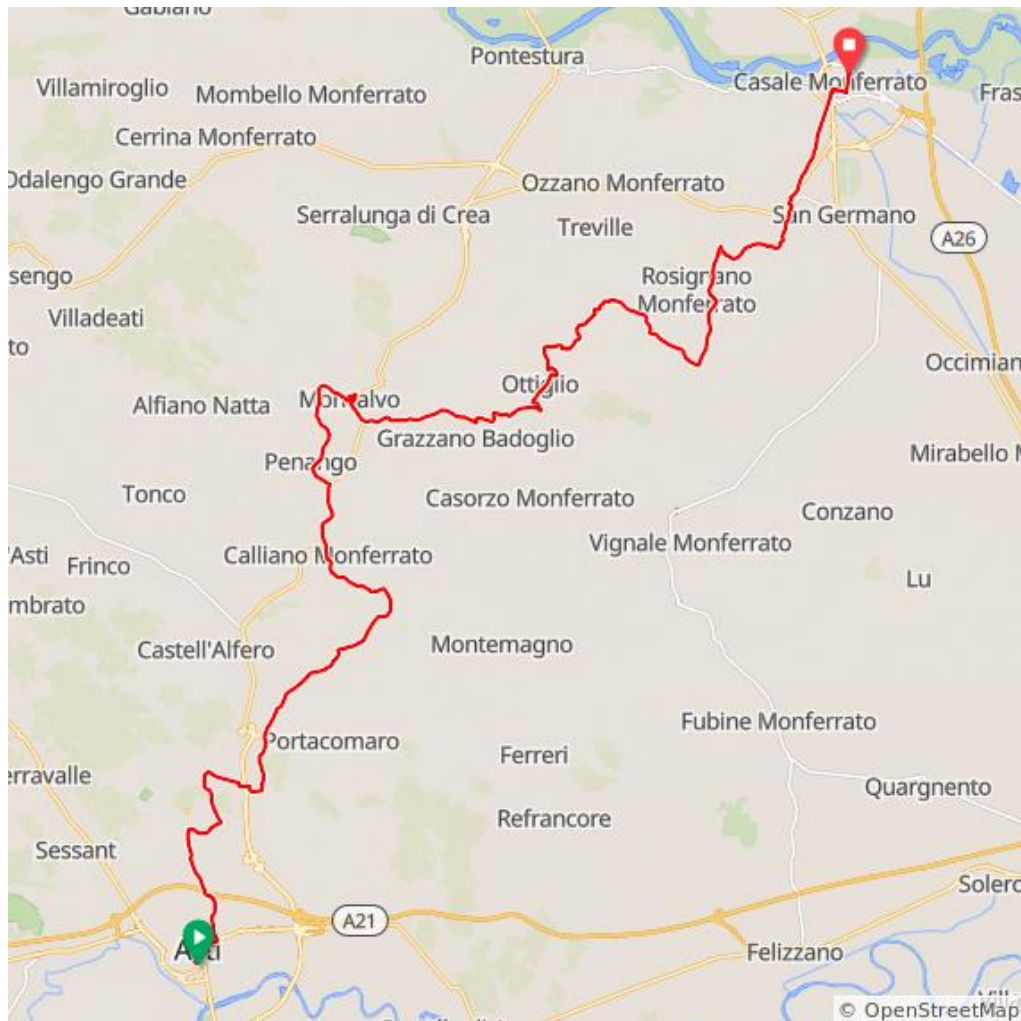 Gabiano
Pontestura
Villamiroglio
Mombello Monferrato
Casale Monferrato
Fras
Cerrina Monferrato
Odalengo Grande
Ozzano Monferrato
Serralunga di Crea
Treville
San Germano
A26
sengo
Rosignano
Monferrato
Villadeati
to
Occimian
Ottiglio
Alfiano Natta
Moncalvo
Grazzano Badoglio
Mirabello M
Penango
Tonco
Casorzo Monferrato
Conzano
Vignale Monferrato
'Asti
Frinco
Calliano Monferrato
Lu
mbrato
Castell'Alfero
Montemagno
Fubine Monferrato
Portacomaro
Ferreri
erravalle
Quargnento
Refrancore
Sessant
Solero
A21
Asti
Felizzano
© OpenStreetMap